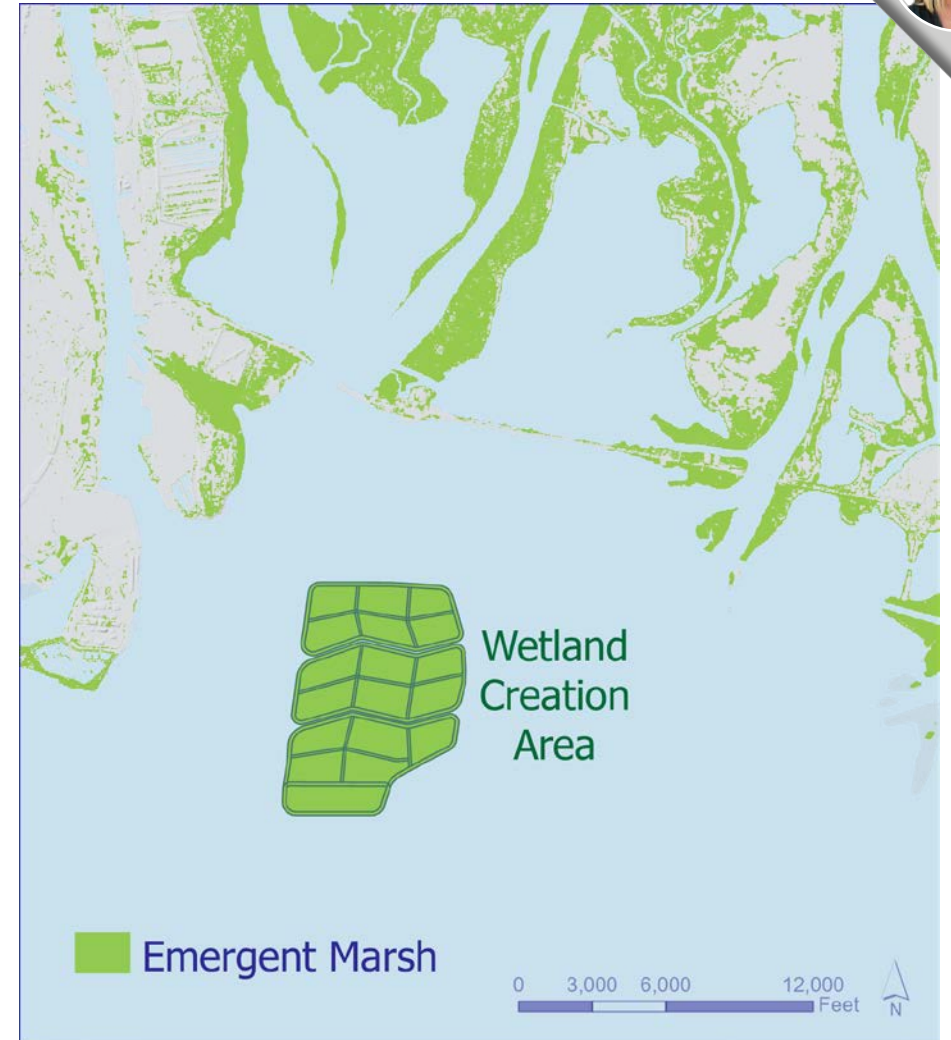 Wetland
Creation
Area
Emergent Marsh
0 3,000 6,000 12,000
Feet
N